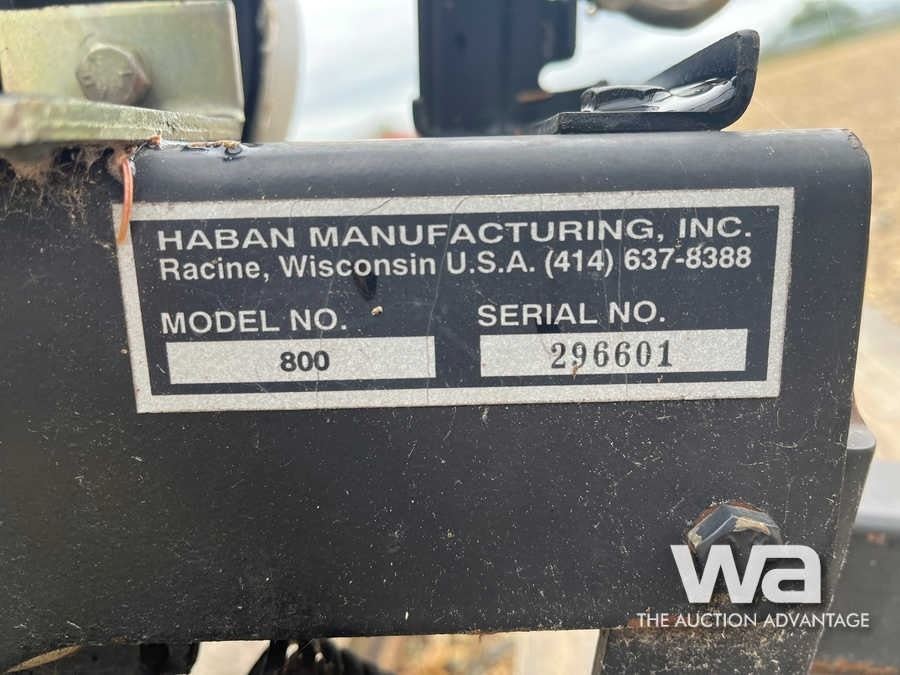 HABAN MANUFACTURING, INC.
Racine, Wisconsin U.S.A. (414) 637-8388
MODEL NO. SERIAL NO.
800 296601
wa
THE AUCTION ADVANTAGE